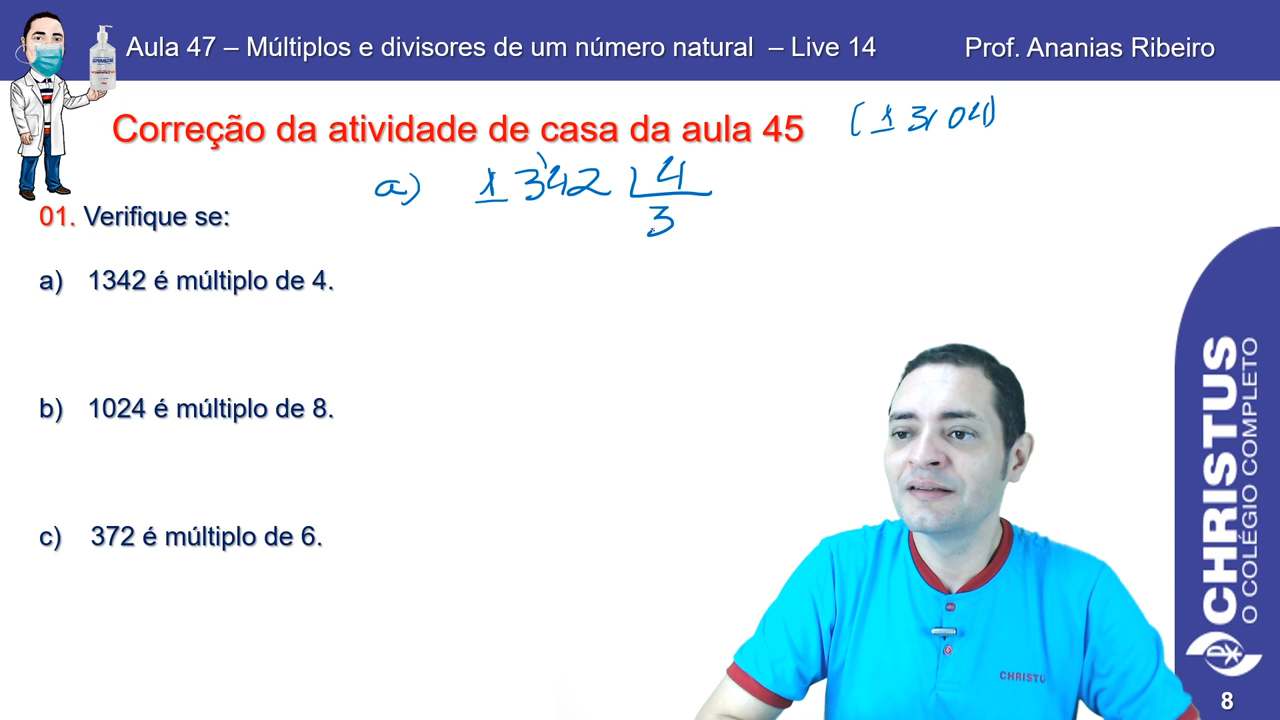 Aula 47 – Múltiplos e divisores de um número natural – Live 14
Prof. Ananias Ribeiro
Correção da atividade de casa da aula 45
(13/04)
a) 1342 4
3
01. Verifique se:
a) 1342 é múltiplo de 4.
b) 1024 é múltiplo de 8.
c) 372 é múltiplo de 6.
CHRISTUS
O COLÉGIO COMPLETO
CHRISTU
8